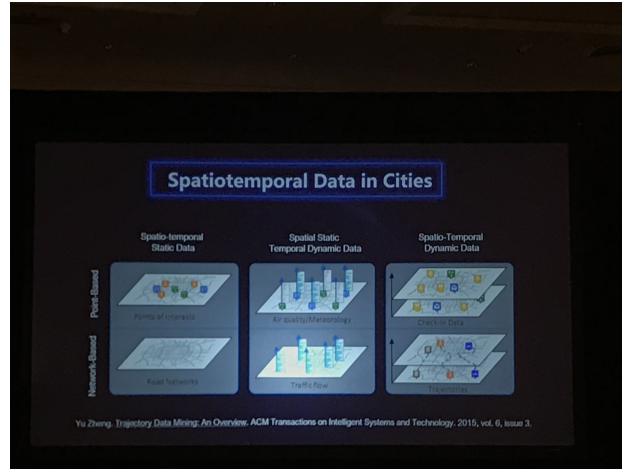 Spatiotemporal Data in Cities
Spatio-temporal
Static Data
Spatial Static
Temporal Dynamic Data
Spatio-Temporal
Dynamic Data
Point-Based
Points of Interests
Air quality/Meteorology
Check-in Data
Network-Based
Road Networks
Traffic flow
Trajectories
Yu Zheng. Trajectory Data Mining: An Overview. ACM Transactions on Intelligent Systems and Technology. 2015, vol. 6, issue 3.